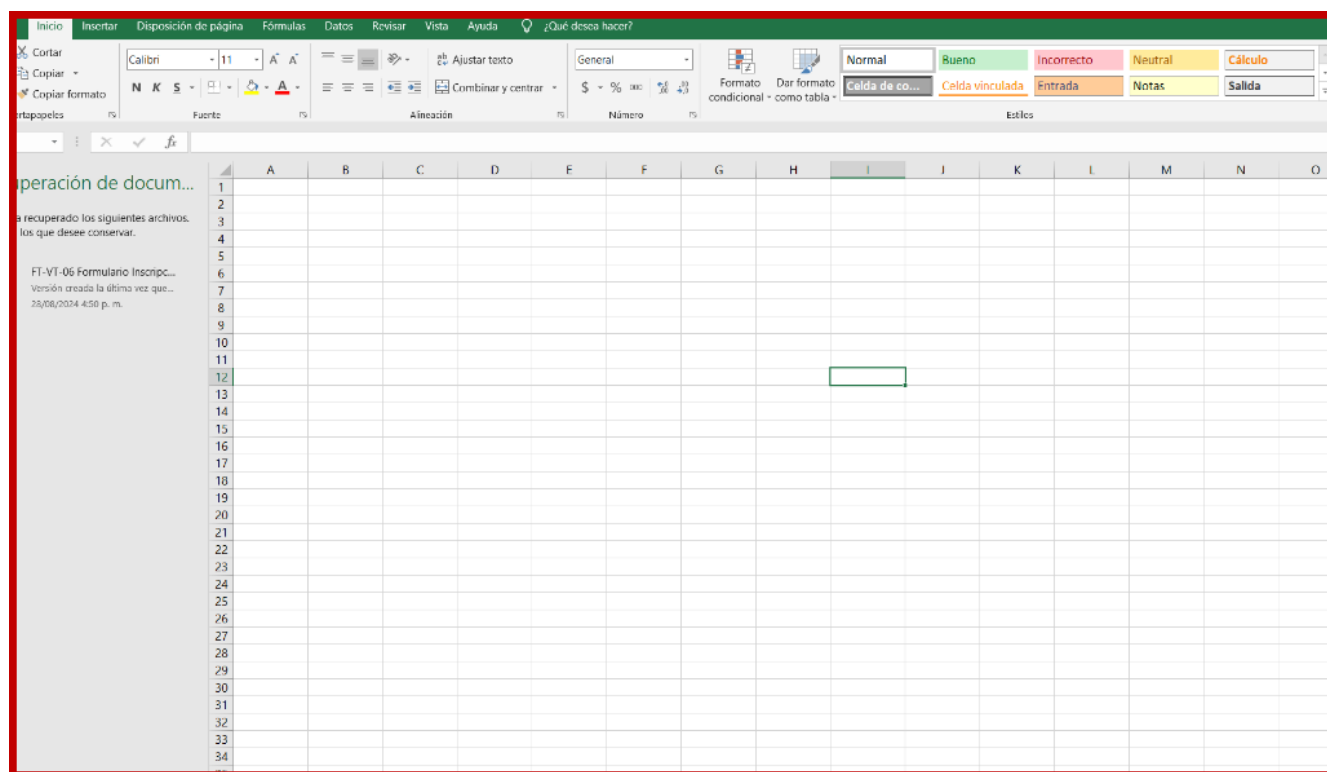 Inicio Insertar Disposición de página Fórmulas Datos Revisar Vista Ayuda ¿Qué desea hacer?
Cortar
Copiar
Copiar formato
Calibri 11 A A
N K S A
Ajustar texto
Combinar y centrar
General
$ % 000
Formato condicional
Dar formato como tabla
Normal Bueno Incorrecto Neutral Cálculo
Celda de co... Celda vinculada Entrada Notas Salida
rtapapeles Fuente Alineación Número Estilos
fx
A B C D E F G H I J K L M N O
peración de docum...
a recuperado los siguientes archivos.
los que desee conservar.
FT-VT-06 Formulario Inscripc...
Versión creada la última vez que...
28/08/2024 4:50 p. m.
1
2
3
4
5
6
7
8
9
10
11
12
13
14
15
16
17
18
19
20
21
22
23
24
25
26
27
28
29
30
31
32
33
34